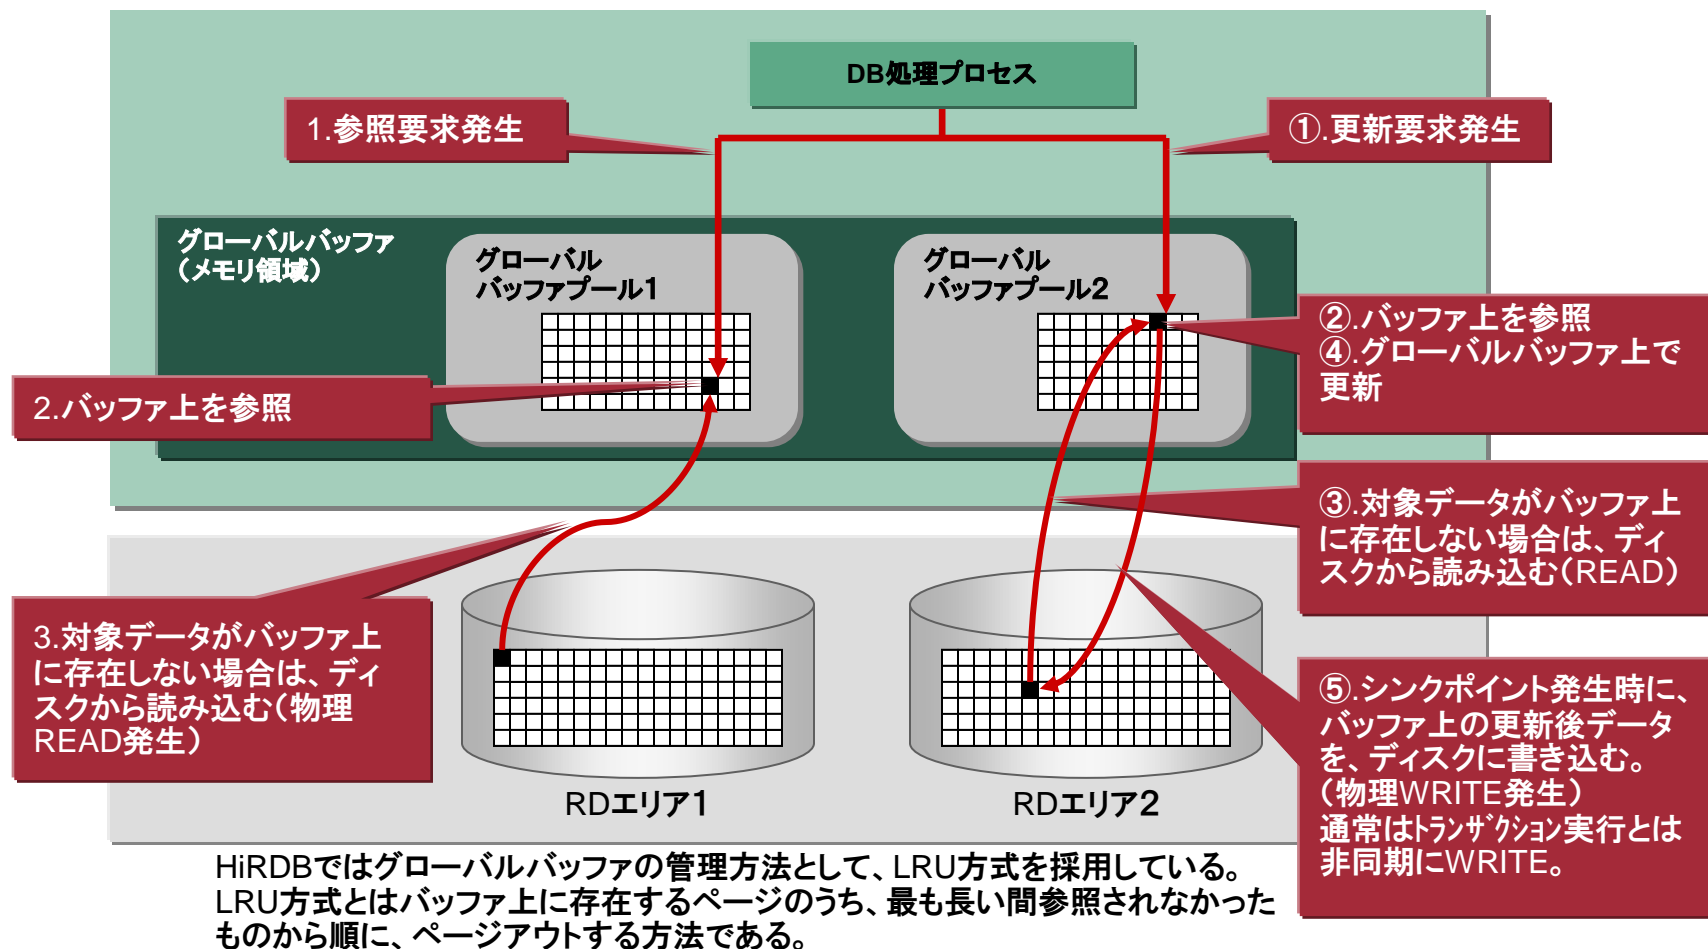 DB処理プロセス
1.参照要求発生
①.更新要求発生
グローバルバッファ
（メモリ領域）
グローバル
バッファプール1
グローバル
バッファプール2
2.バッファ上を参照
②.バッファ上を参照
④.グローバルバッファ上で
更新
③.対象データがバッファ上
に存在しない場合は、ディ
スクから読み込む（READ）
3.対象データがバッファ上
に存在しない場合は、ディ
スクから読み込む（物理
READ発生）
⑤.シンクポイント発生時に、
バッファ上の更新後データ
を、ディスクに書き込む。
（物理WRITE発生）
通常はﾄﾗﾝｻﾞｸｼｮﾝ実行とは
非同期にWRITE。
RDエリア1
RDエリア2
HiRDBではグローバルバッファの管理方法として、LRU方式を採用している。
LRU方式とはバッファ上に存在するページのうち、最も長い間参照されなかった
ものから順に、ページアウトする方法である。